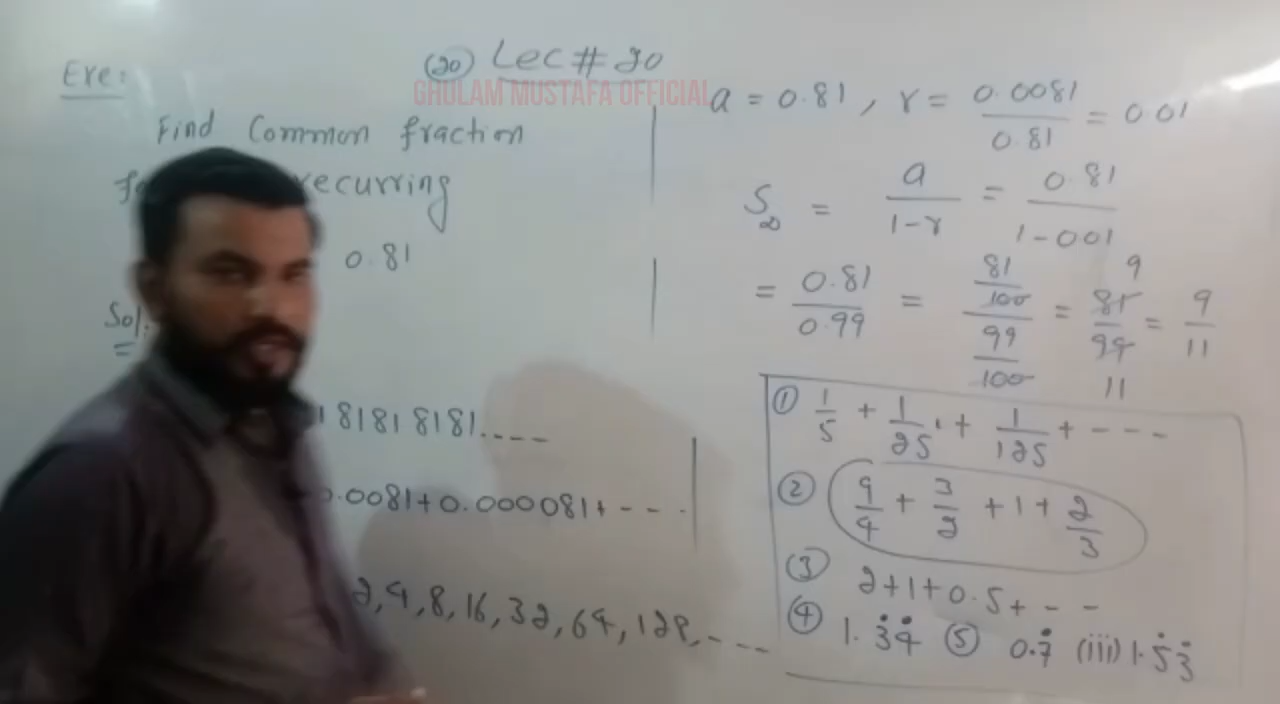 Exe:
(20) Lec # 20
GHULAM MUSTAFA OFFICIAL
Find Common fraction
recurring
0.81
Sol.
81818181....
0.0081+0.000081+---.
2,4,8,16,32,64,128,----
a = 0.81, r = 0.0081/0.81 = 0.01
S∞ = a/1-r = 0.81/1-0.01
= 0.81/0.99 = 81/100/99/100 = 9 81/99 11 = 9/11
① 1/5 + 1/25 + 1/125 + ----
② 9/4 + 3/2 + 1 + 2/3
③ 2+1+0.5+---
④ 1.3̇4̇ ⑤ 0.7̇ (iii) 1.5̇3̇